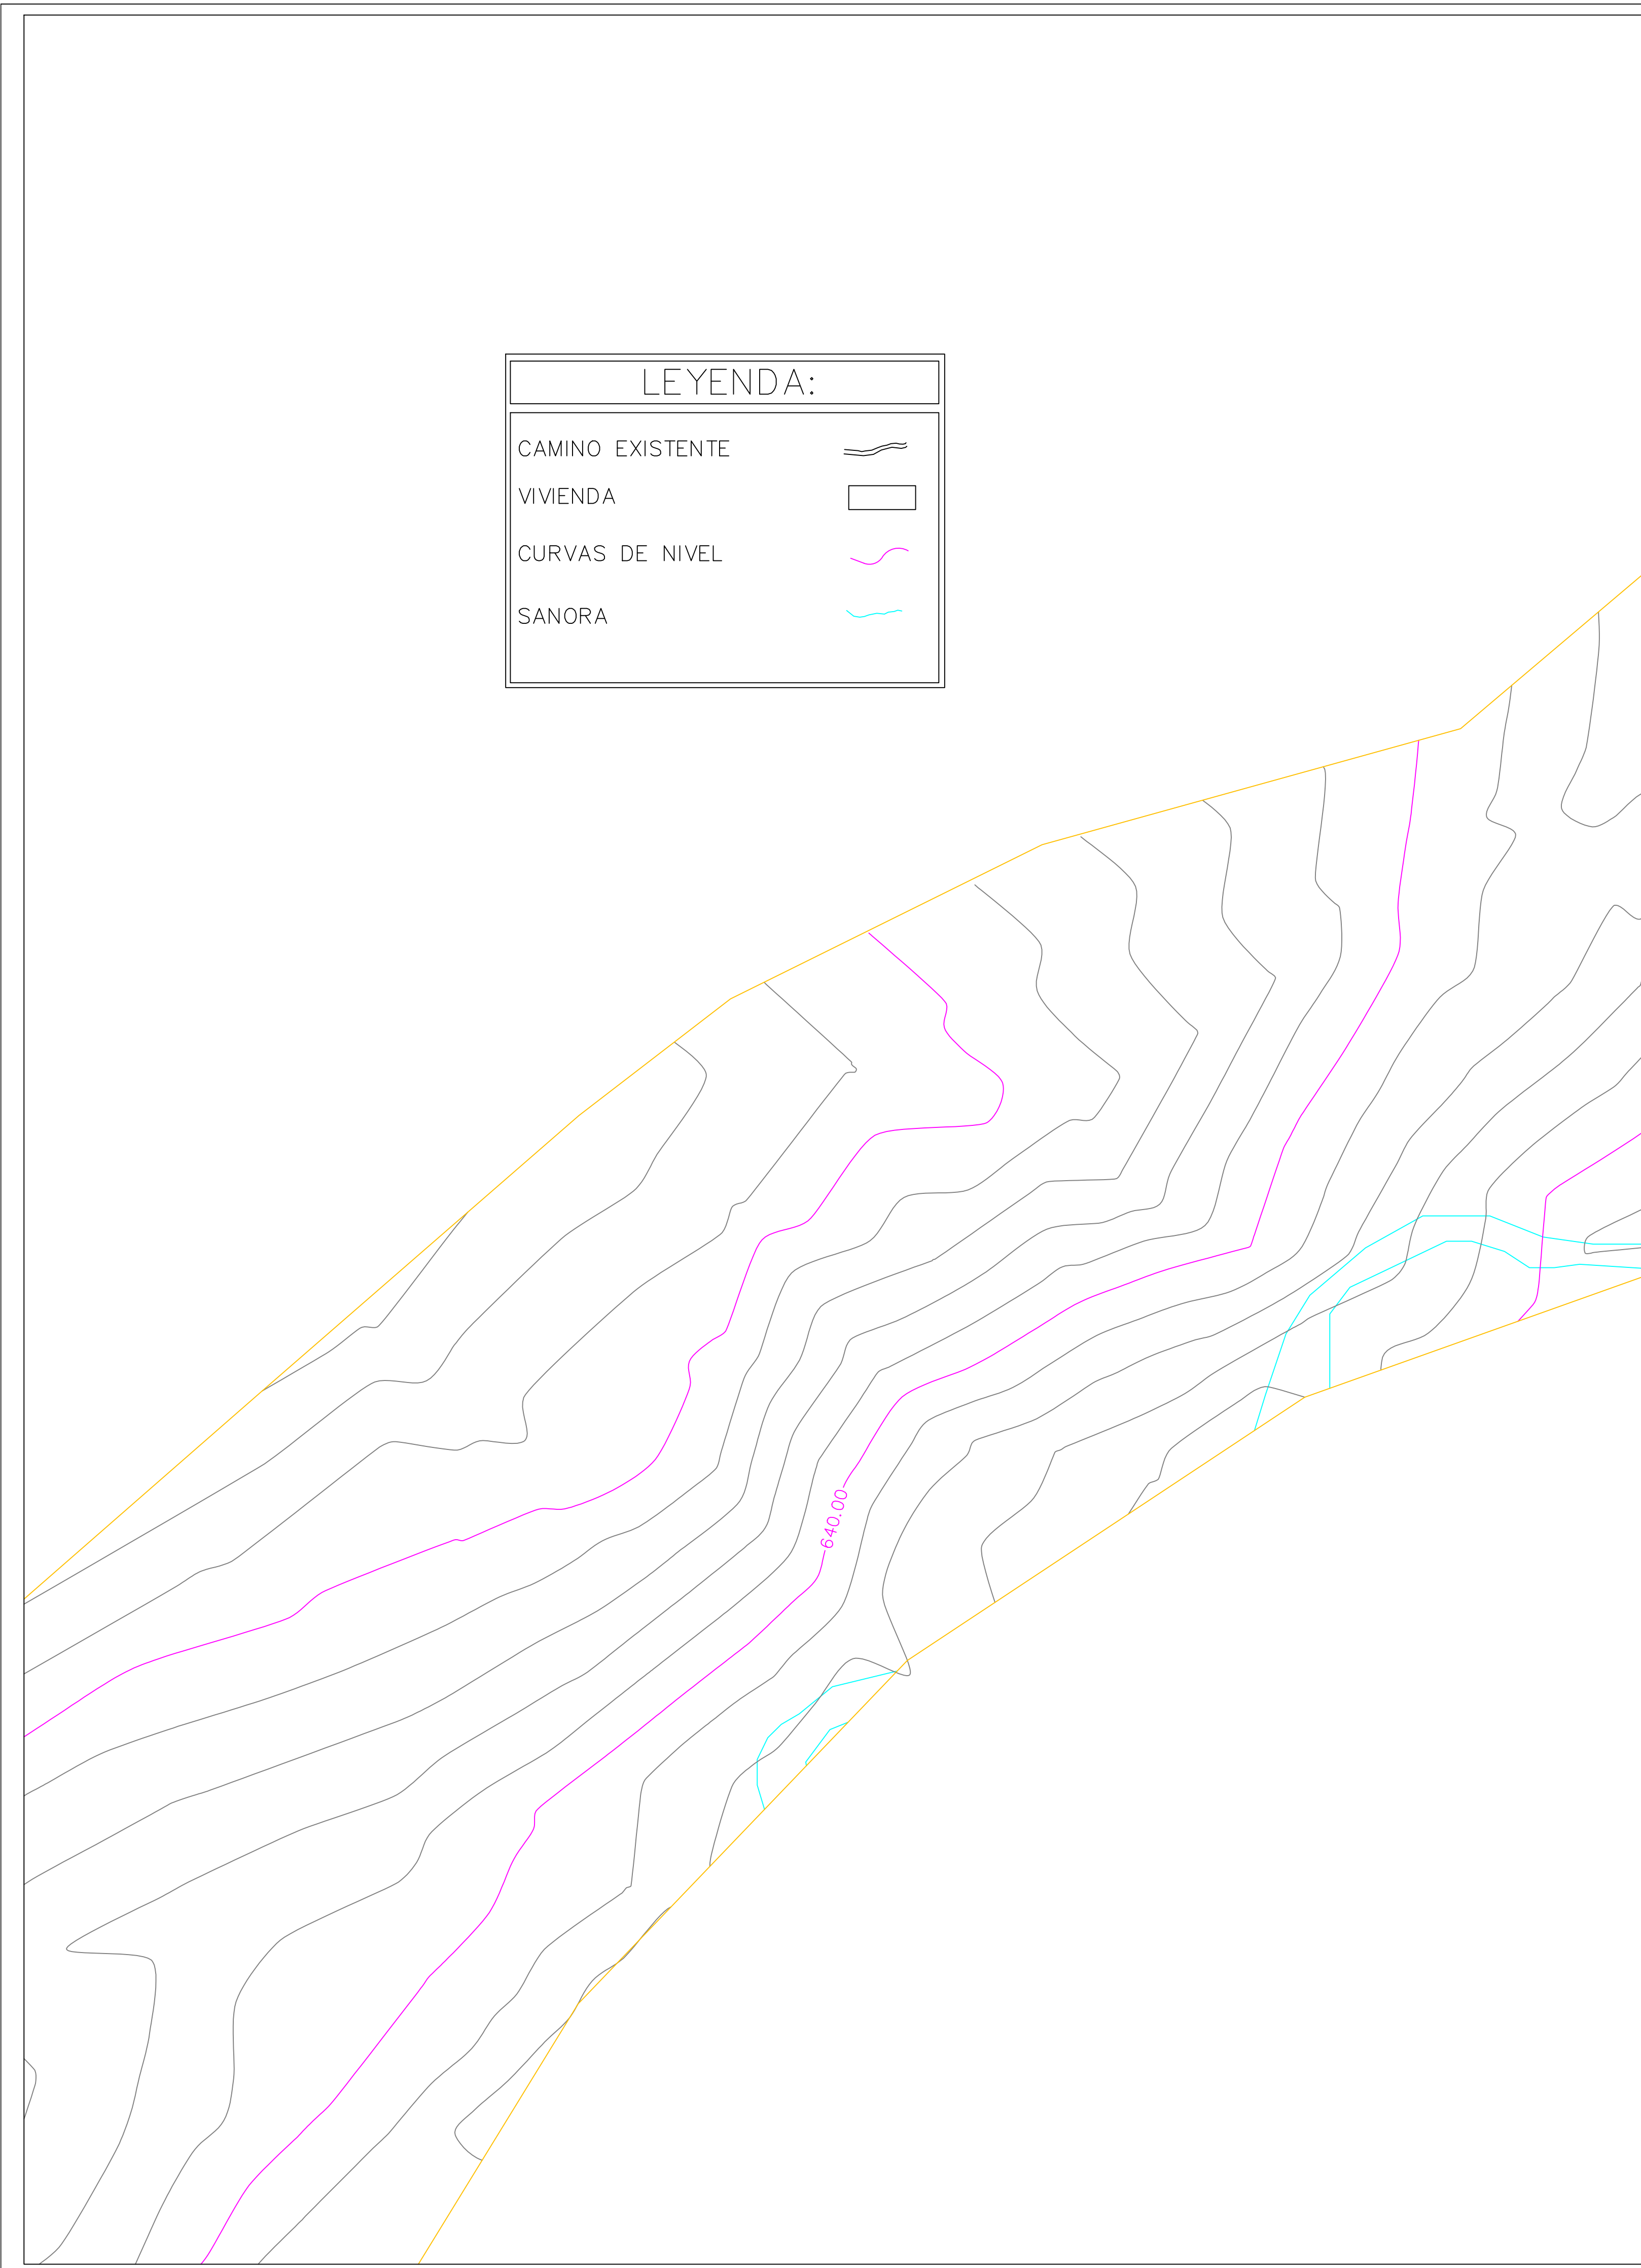 LEYENDA:
CAMINO EXISTENTE
VIVIENDA
CURVAS DE NIVEL
SANORA
640.00